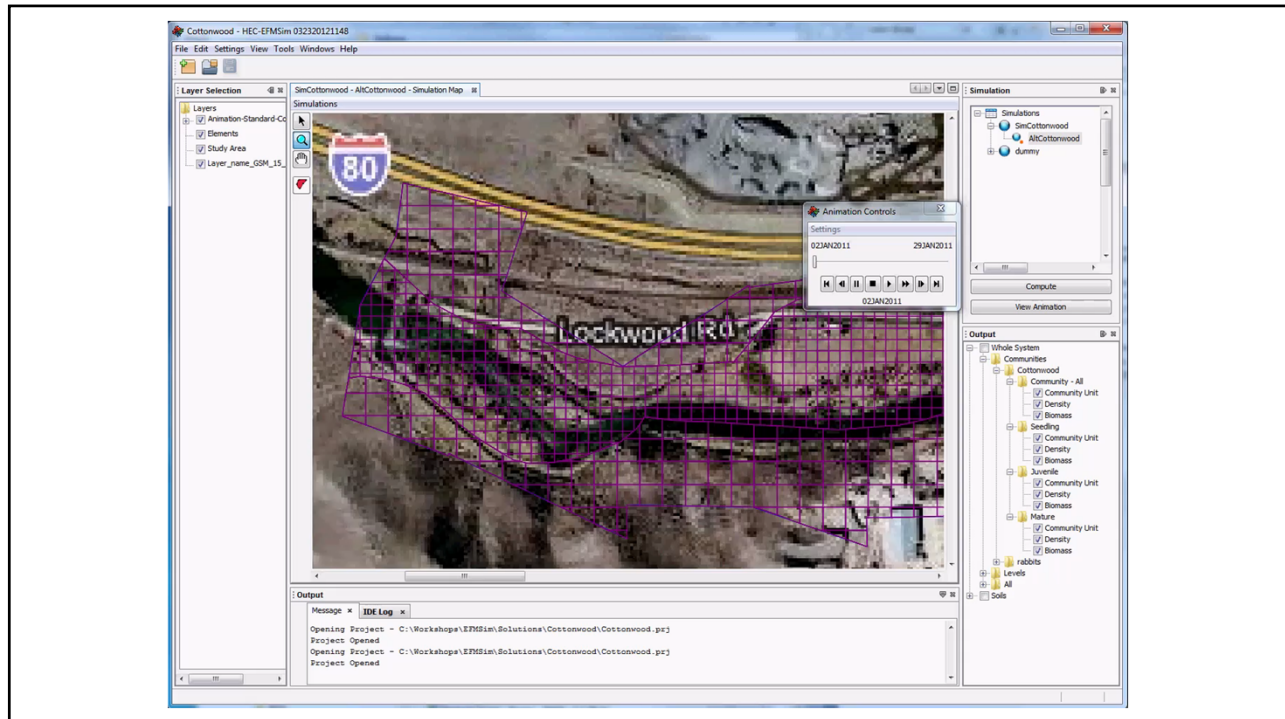 Cottonwood - HEC-EFMSim 032320121148
File Edit Settings View Tools Windows Help
Layer Selection
Layers
Animation-Standard-Co
Elements
Study Area
Layer_name_GSM_15_
SimCottonwood - AltCottonwood - Simulation Map
Simulations
80
Lockwood Rd
Animation Controls
Settings
02JAN2011 29JAN2011
02JAN2011
Simulation
Simulations
SimCottonwood
AltCottonwood
dummy
Compute
View Animation
Output
Whole System
Communities
Cottonwood
Community - All
Community Unit
Density
Biomass
Seedling
Community Unit
Density
Biomass
Juvenile
Community Unit
Density
Biomass
Mature
Community Unit
Density
Biomass
rabbits
Levels
All
Soils
Output
Message IDE Log
Opening Project - C:\Workshops\EFMSim\Solutions\Cottonwood\Cottonwood.prj
Project Opened
Opening Project - C:\Workshops\EFMSim\Solutions\Cottonwood\Cottonwood.prj
Project Opened